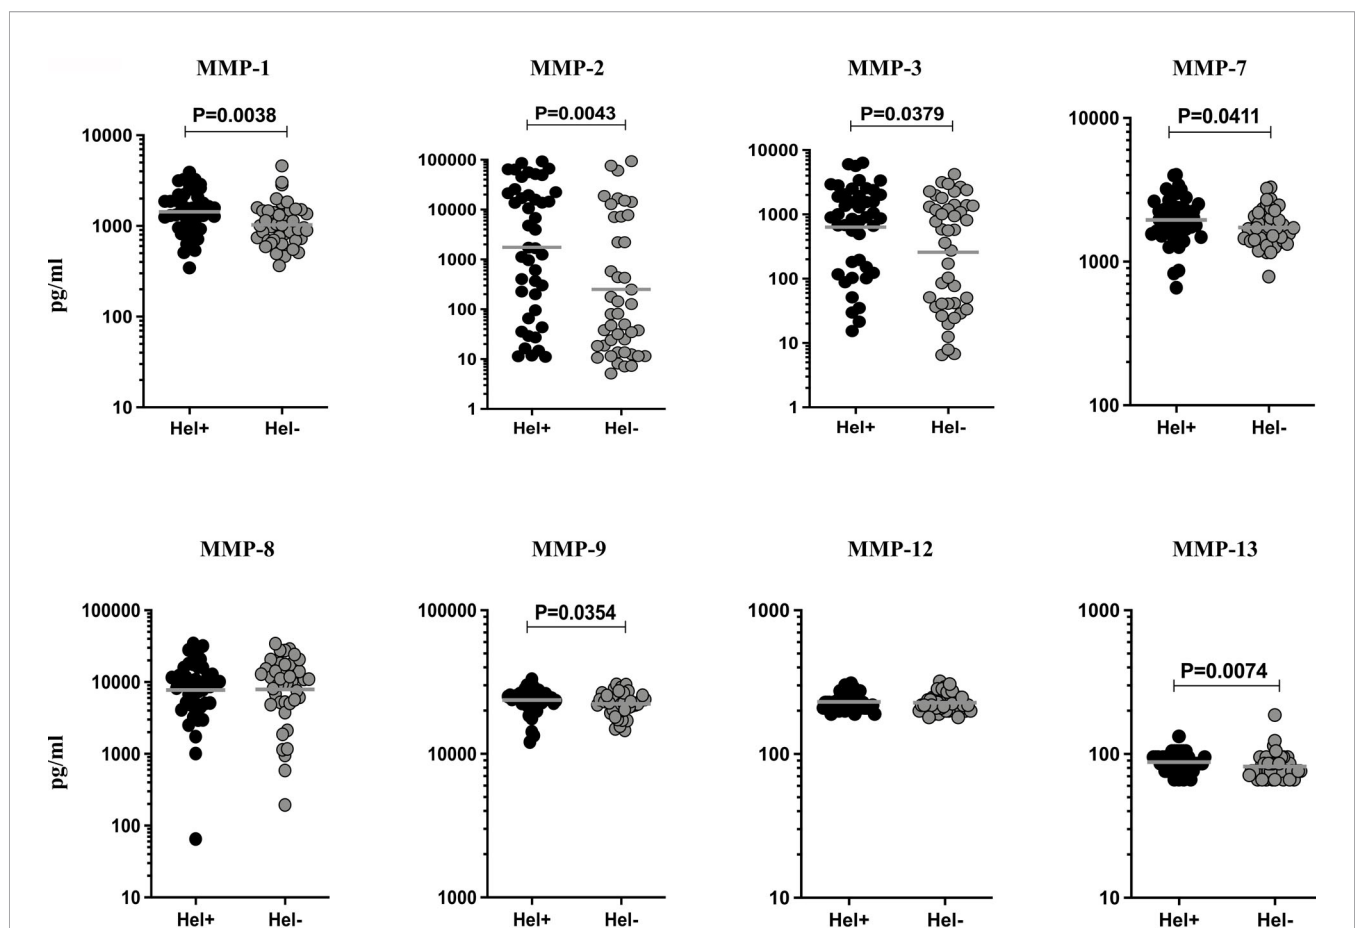 MMP-1
MMP-2
MMP-3
MMP-7
P=0.0038
P=0.0043
P=0.0379
P=0.0411
pg/ml
10000
1000
100
10
Hel+ Hel-
100000
10000
1000
100
10
1
Hel+ Hel-
10000
1000
100
10
1
Hel+ Hel-
10000
1000
100
Hel+ Hel-
MMP-8
MMP-9
MMP-12
MMP-13
P=0.0354
P=0.0074
pg/ml
100000
10000
1000
100
10
Hel+ Hel-
100000
10000
1000
Hel+ Hel-
1000
100
10
Hel+ Hel-
1000
100
10
Hel+ Hel-